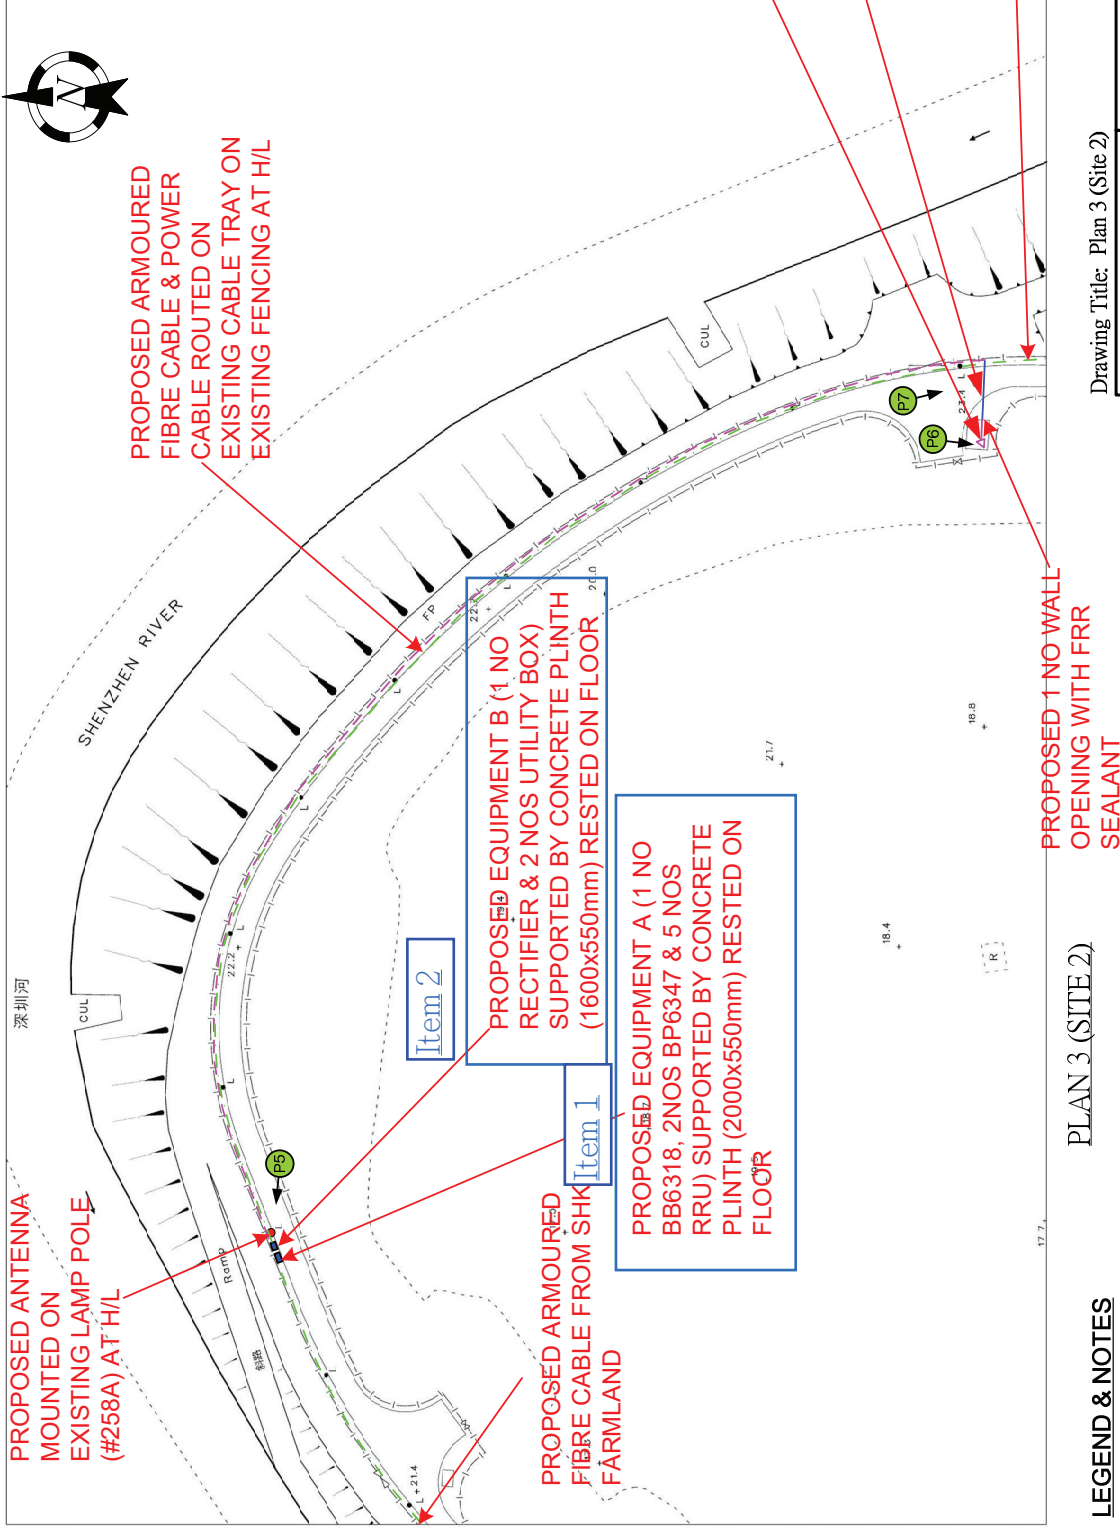 PROPOSED ANTENNA
MOUNTED ON
EXISTING LAMP POLE
(#258A) AT H/L
深圳河
SHENZHEN RIVER
PROPOSED ARMOURED
FIBRE CABLE & POWER
CABLE ROUTED ON
EXISTING CABLE TRAY ON
EXISTING FENCING AT H/L
N
CUL
CUL
Ramp
斜路
FP
P5
P6
P7
L
L
L
L
L
L
L
L
22.2
20.0
21.4
21.7
18.8
18.4
17.7
R
Item 2
PROPOSED EQUIPMENT B (1 NO
RECTIFIER & 2 NOS UTILITY BOX)
SUPPORTED BY CONCRETE PLINTH
(1600x550mm) RESTED ON FLOOR
Item 1
PROPOSED EQUIPMENT A (1 NO
BB6318, 2NOS BP6347 & 5 NOS
RRU) SUPPORTED BY CONCRETE
PLINTH (2000x550mm) RESTED ON
FLOOR
PROPOSED ARMOURED
FIBRE CABLE FROM SHK
FARMLAND
PROPOSED 1 NO WALL
OPENING WITH FRR
SEALANT
LEGEND & NOTES
PLAN 3 (SITE 2)
Drawing Title: Plan 3 (Site 2)